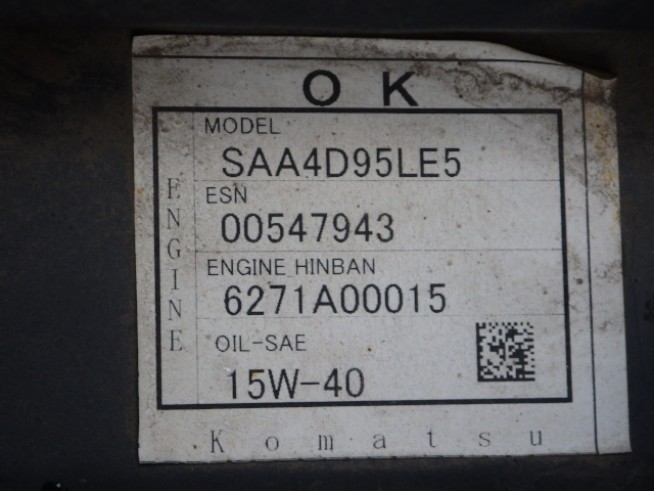 OK
ENGINE
MODEL
SAA4D95LE5
ESN
00547943
ENGINE HINBAN
6271A00015
OIL-SAE
15W-40
Komatsu